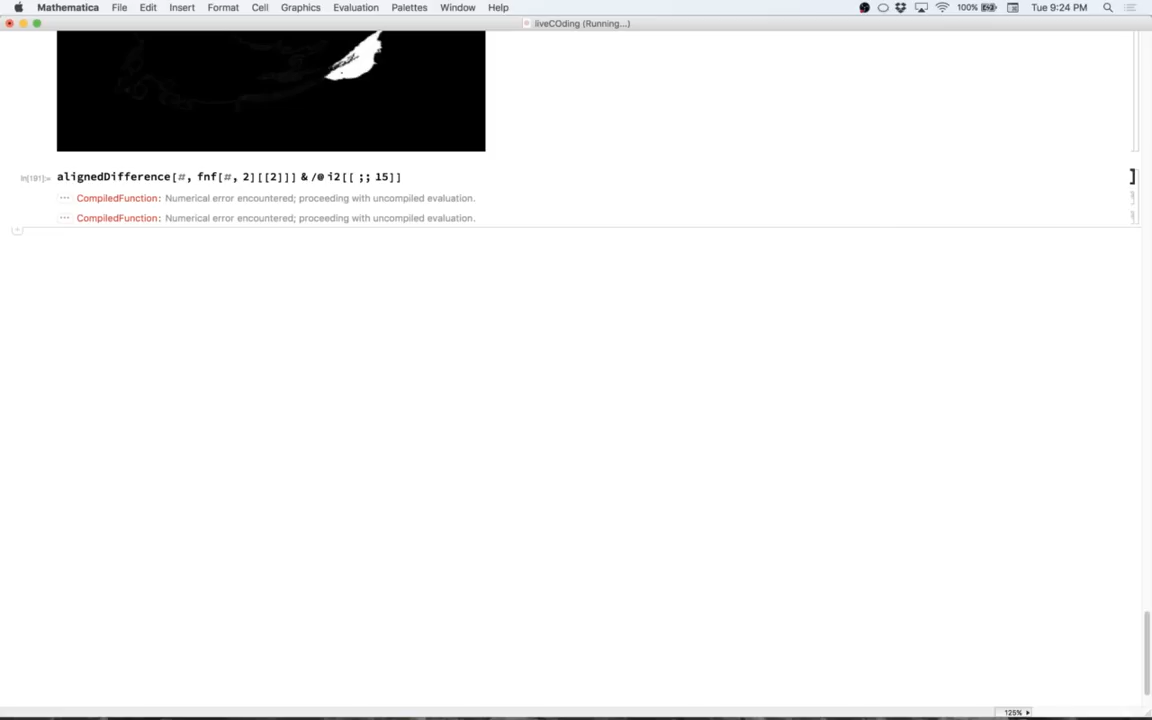 Mathematica File Edit Insert Format Cell Graphics Evaluation Palettes Window Help 100% Tue 9:24 PM
liveCOding (Running...)
In[191]:= alignedDifference[#, fnf[#, 2][[2]]] & /@ i2[[ ;; 15]]
··· CompiledFunction: Numerical error encountered; proceeding with uncompiled evaluation.
··· CompiledFunction: Numerical error encountered; proceeding with uncompiled evaluation.
125%